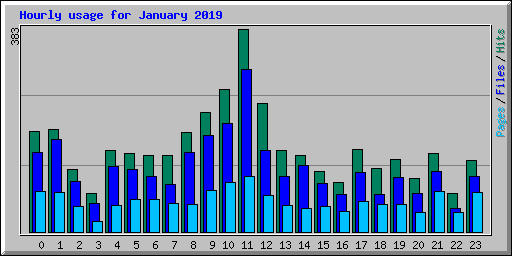 Hourly usage for January 2019
383
Pages / Files / Hits
0 1 2 3 4 5 6 7 8 9 10 11 12 13 14 15 16 17 18 19 20 21 22 23